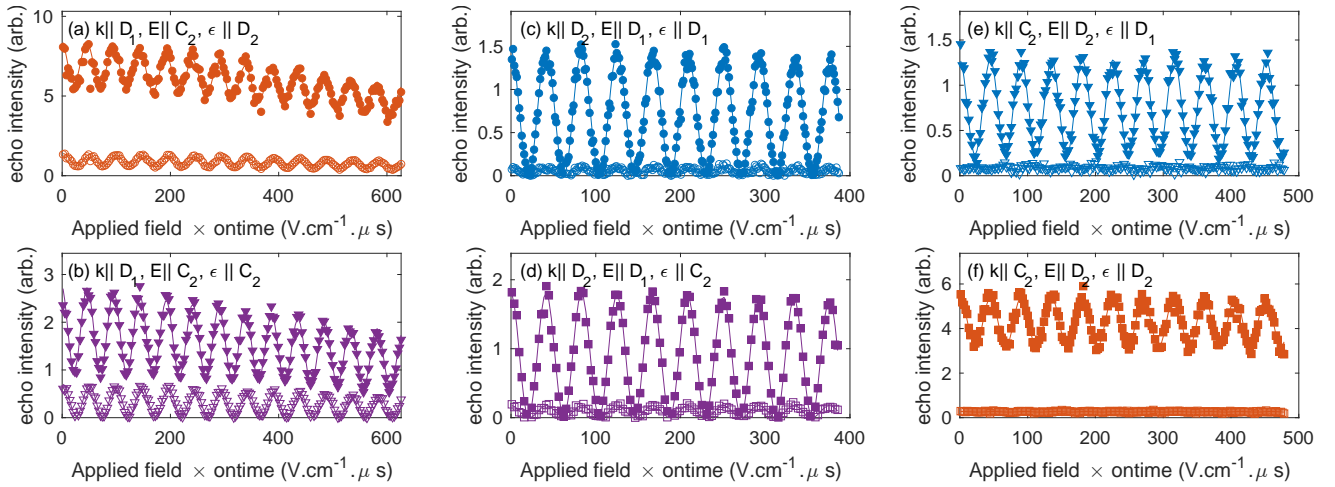 (a) k|| D1, E|| C2, ϵ || D2
echo intensity (arb.)
10
5
0
0 200 400 600
Applied field × ontime (V.cm-1.μ s)
(c) k|| D2, E|| D1, ϵ || D1
echo intensity (arb.)
1.5
1
0.5
0
0 100 200 300 400
Applied field × ontime (V.cm-1.μ s)
(e) k|| C2, E|| D2, ϵ || D1
echo intensity (arb.)
1.5
1
0.5
0
0 100 200 300 400 500
Applied field × ontime (V.cm-1.μ s)
(b) k|| D1, E|| C2, ϵ || C2
echo intensity (arb.)
3
2
1
0
0 200 400 600
Applied field × ontime (V.cm-1.μ s)
(d) k|| D2, E|| D1, ϵ || C2
echo intensity (arb.)
2
1
0
0 100 200 300 400
Applied field × ontime (V.cm-1.μ s)
(f) k|| C2, E|| D2, ϵ || D2
echo intensity (arb.)
6
4
2
0
0 100 200 300 400 500
Applied field × ontime (V.cm-1.μ s)